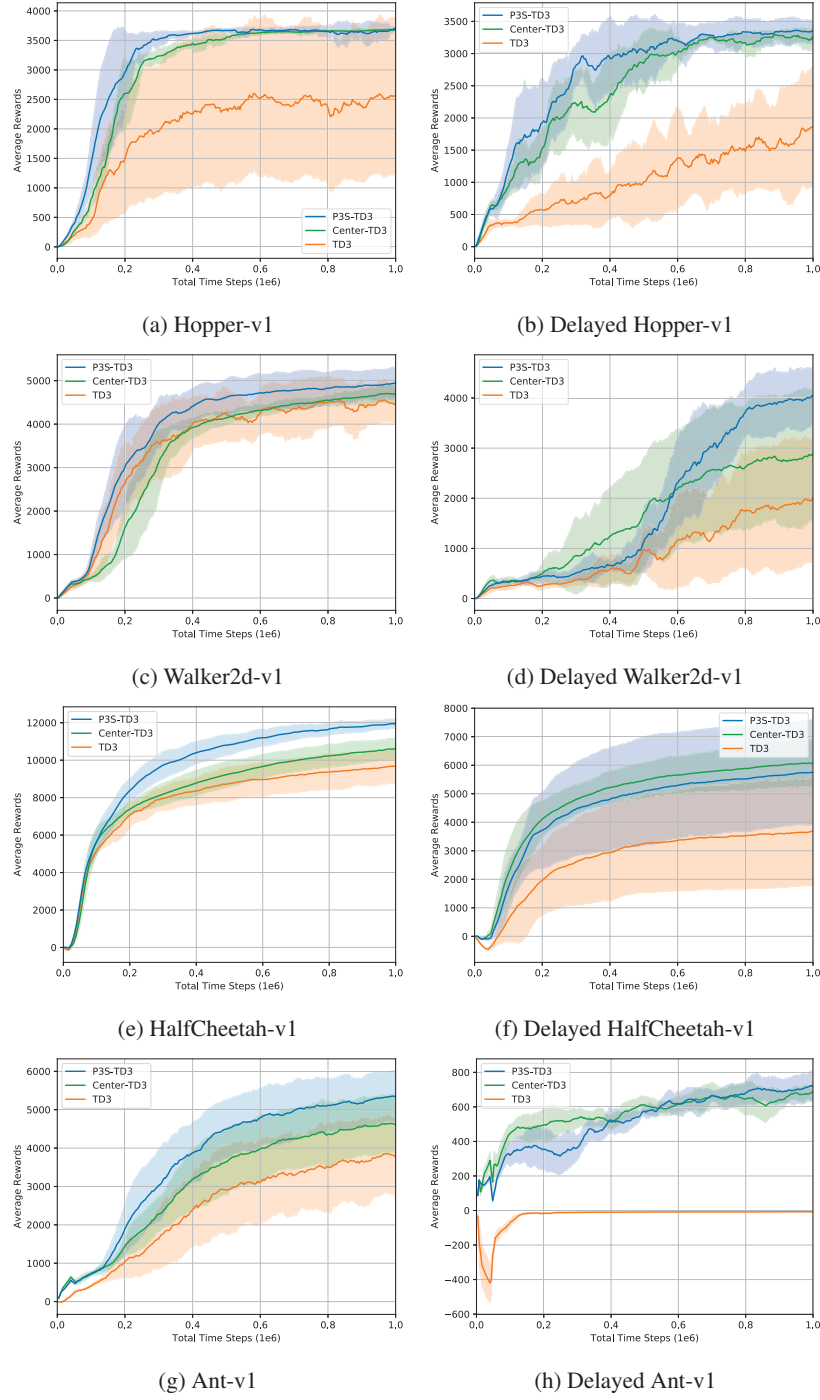 4000
3500
3000
2500
2000
1500
1000
500
0
Average Rewards
P3S-TD3
Center-TD3
TD3
0.0 0.2 0.4 0.6 0.8 1.0
Total Time Steps (1e6)
(a) Hopper-v1
3500
3000
2500
2000
1500
1000
500
0
Average Rewards
P3S-TD3
Center-TD3
TD3
0.0 0.2 0.4 0.6 0.8 1.0
Total Time Steps (1e6)
(b) Delayed Hopper-v1
5000
4000
3000
2000
1000
0
Average Rewards
P3S-TD3
Center-TD3
TD3
0.0 0.2 0.4 0.6 0.8 1.0
Total Time Steps (1e6)
(c) Walker2d-v1
4000
3000
2000
1000
0
Average Rewards
P3S-TD3
Center-TD3
TD3
0.0 0.2 0.4 0.6 0.8 1.0
Total Time Steps (1e6)
(d) Delayed Walker2d-v1
12000
10000
8000
6000
4000
2000
0
Average Rewards
P3S-TD3
Center-TD3
TD3
0.0 0.2 0.4 0.6 0.8 1.0
Total Time Steps (1e6)
(e) HalfCheetah-v1
8000
7000
6000
5000
4000
3000
2000
1000
0
Average Rewards
P3S-TD3
Center-TD3
TD3
0.0 0.2 0.4 0.6 0.8 1.0
Total Time Steps (1e6)
(f) Delayed HalfCheetah-v1
6000
5000
4000
3000
2000
1000
0
Average Rewards
P3S-TD3
Center-TD3
TD3
0.0 0.2 0.4 0.6 0.8 1.0
Total Time Steps (1e6)
(g) Ant-v1
800
600
400
200
0
−200
−400
−600
Average Rewards
P3S-TD3
Center-TD3
TD3
0.0 0.2 0.4 0.6 0.8 1.0
Total Time Steps (1e6)
(h) Delayed Ant-v1